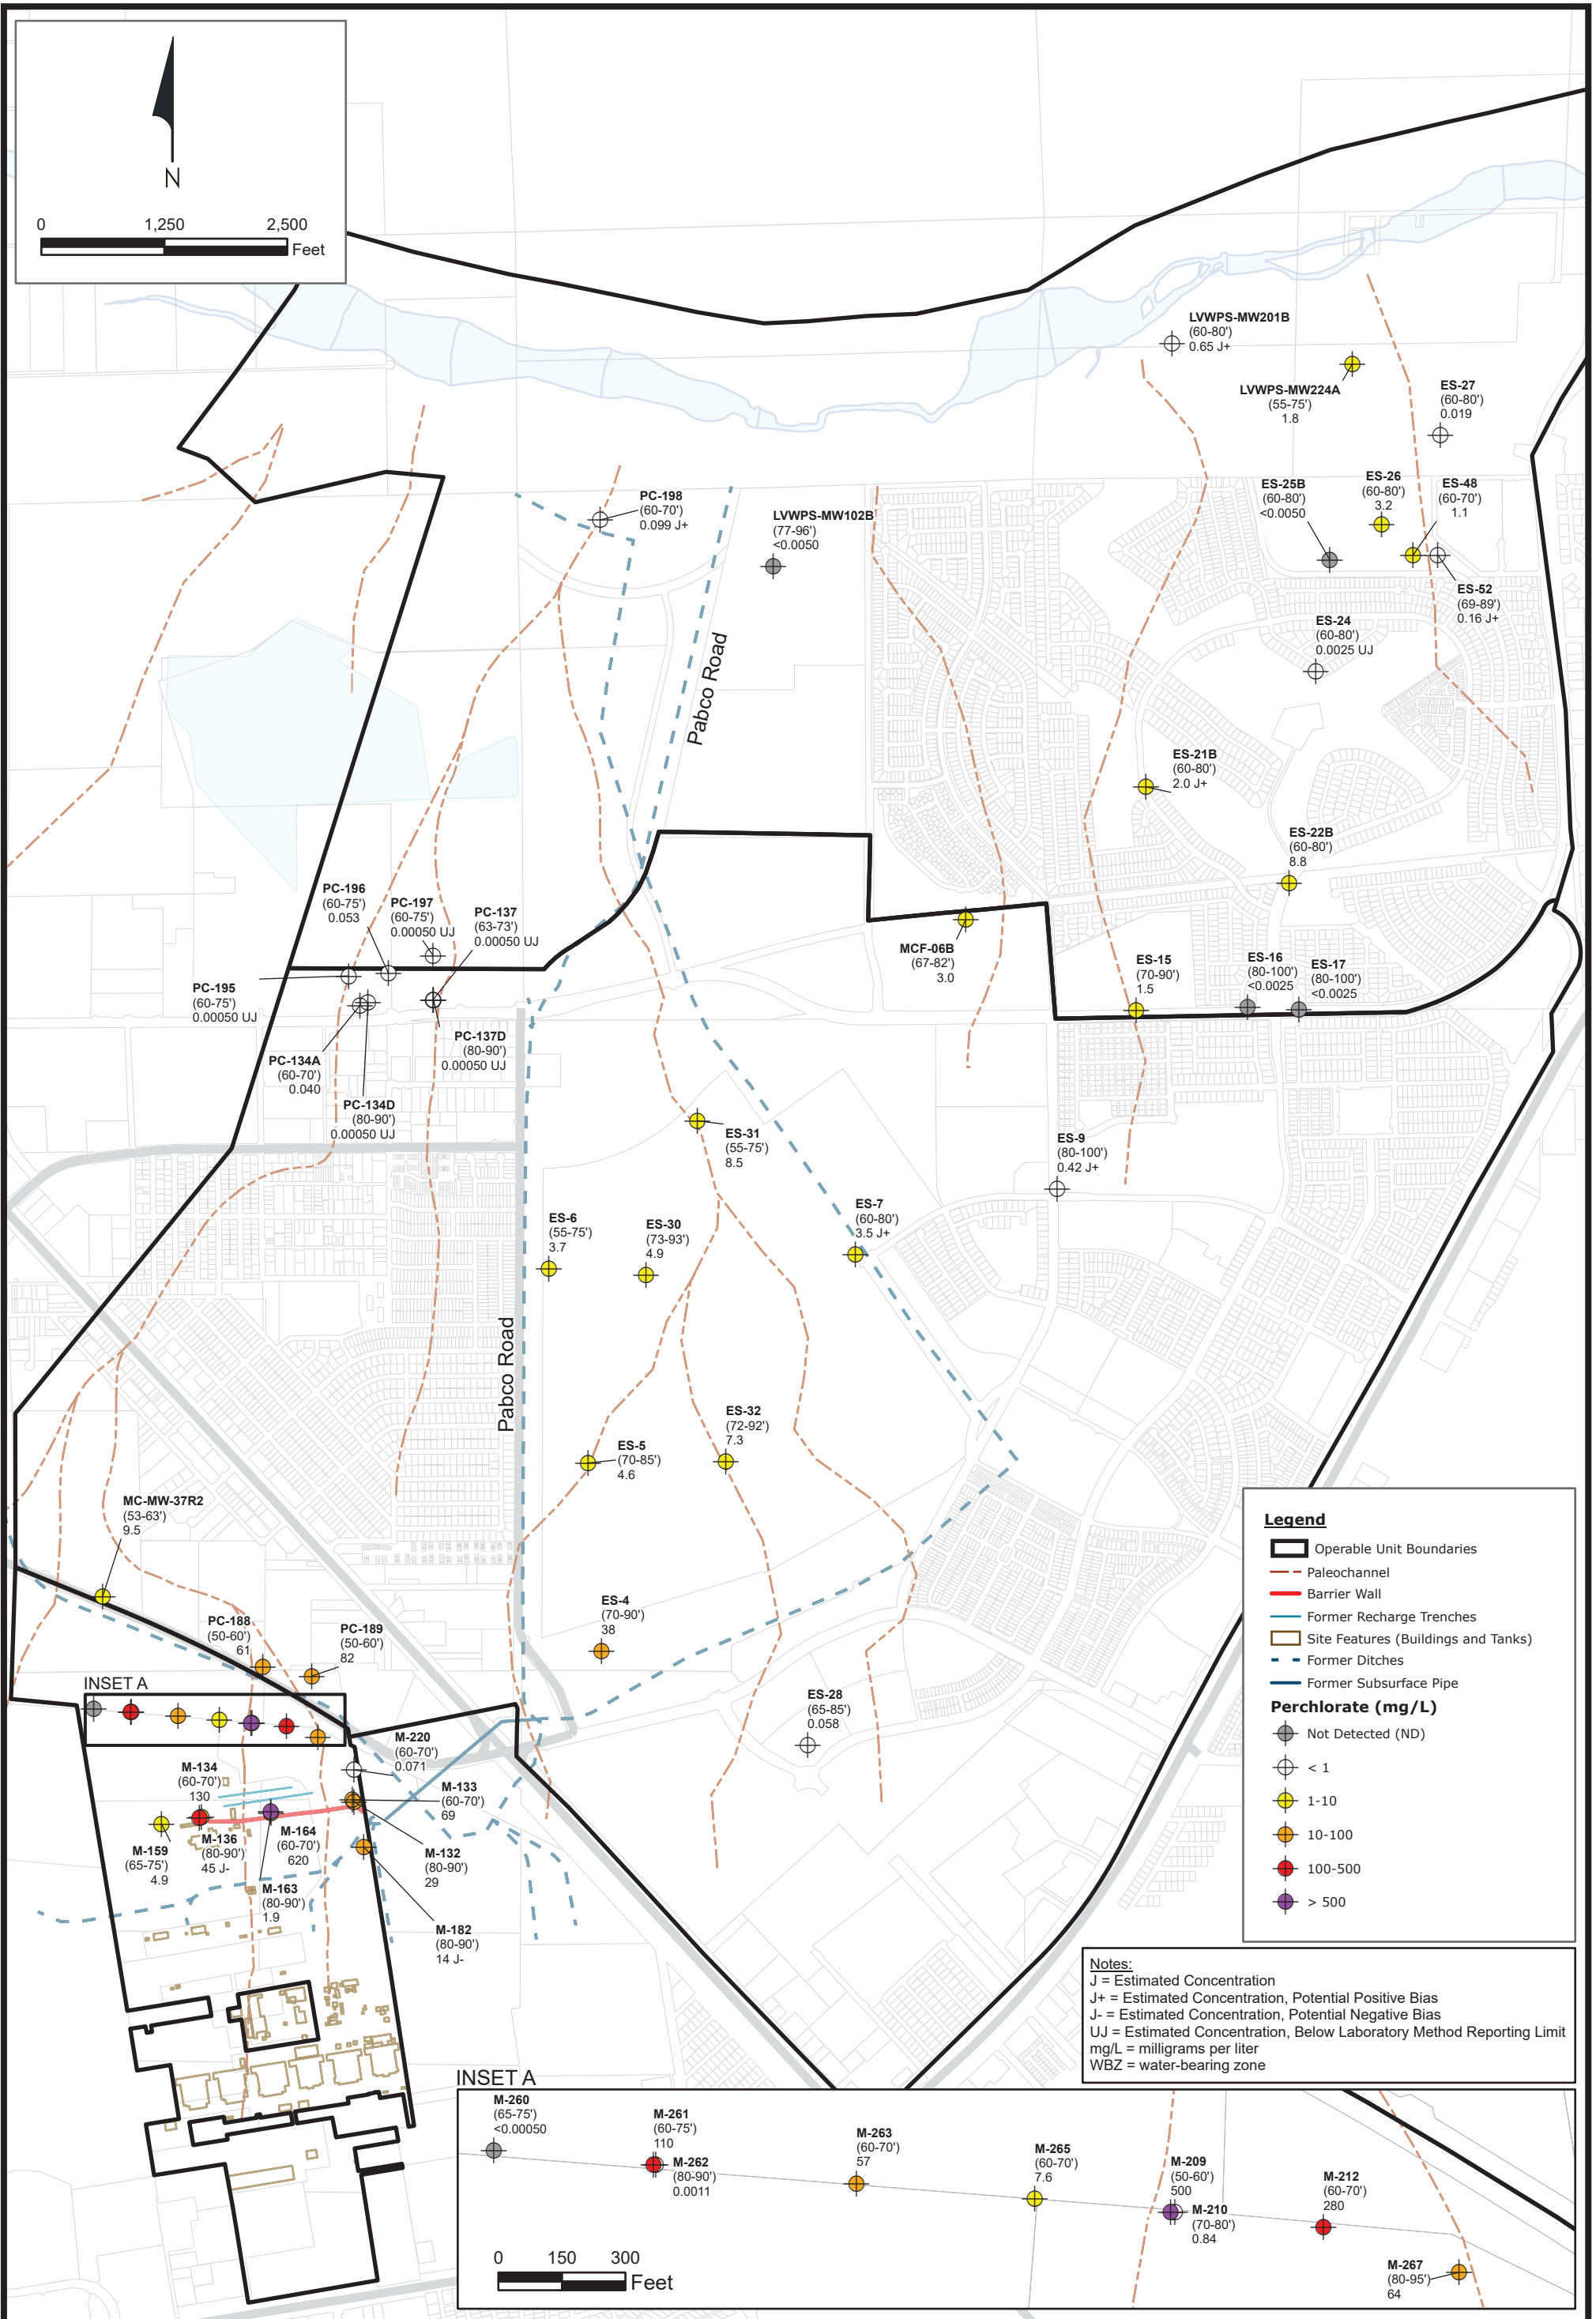 N
0 1,250 2,500
Feet
LVWPS-MW201B
(60-80')
0.65 J+
LVWPS-MW224A
(55-75')
1.8
ES-27
(60-80')
0.019
ES-25B
(60-80')
<0.0050
ES-26
(60-80')
3.2
ES-48
(60-70')
1.1
PC-198
(60-70')
0.099 J+
LVWPS-MW102B
(77-96')
<0.0050
ES-52
(69-89')
0.16 J+
ES-24
(60-80')
0.0025 UJ
Pabco Road
ES-21B
(60-80')
2.0 J+
ES-22B
(60-80')
8.8
PC-196
(60-75')
0.053
PC-197
(60-75')
0.00050 UJ
PC-137
(63-73')
0.00050 UJ
MCF-06B
(67-82')
3.0
ES-15
(70-90')
1.5
ES-16
(80-100')
<0.0025
ES-17
(80-100')
<0.0025
PC-195
(60-75')
0.00050 UJ
PC-137D
(80-90')
0.00050 UJ
PC-134A
(60-70')
0.040
PC-134D
(80-90')
0.00050 UJ
ES-31
(55-75')
8.5
ES-9
(80-100')
0.42 J+
ES-6
(55-75')
3.7
ES-30
(73-93')
4.9
ES-7
(60-80')
3.5 J+
Pabco Road
ES-5
(70-85')
4.6
ES-32
(72-92')
7.3
MC-MW-37R2
(53-63')
9.5
ES-4
(70-90')
38
PC-188
(50-60')
61
PC-189
(50-60')
82
INSET A
ES-28
(65-85')
0.058
M-220
(60-70')
0.071
M-134
(60-70')
130
M-133
(60-70')
69
M-159
(65-75')
4.9
M-136
(80-90')
45 J-
M-164
(60-70')
620
M-132
(80-90')
29
M-163
(80-90')
1.9
M-182
(80-90')
14 J-
Legend
Operable Unit Boundaries
Paleochannel
Barrier Wall
Former Recharge Trenches
Site Features (Buildings and Tanks)
Former Ditches
Former Subsurface Pipe
Perchlorate (mg/L)
Not Detected (ND)
< 1
1-10
10-100
100-500
> 500
Notes:
J = Estimated Concentration
J+ = Estimated Concentration, Potential Positive Bias
J- = Estimated Concentration, Potential Negative Bias
UJ = Estimated Concentration, Below Laboratory Method Reporting Limit
mg/L = milligrams per liter
WBZ = water-bearing zone
INSET A
M-260
(65-75')
<0.00050
M-261
(60-75')
110
M-262
(80-90')
0.0011
M-263
(60-70')
57
M-265
(60-70')
7.6
M-209
(50-60')
500
M-210
(70-80')
0.84
M-212
(60-70')
280
M-267
(80-95')
64
0 150 300
Feet